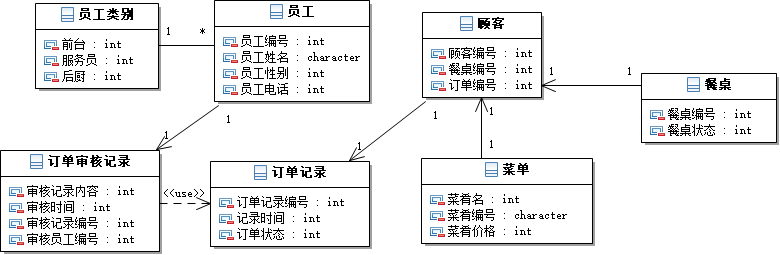 员工类别
前台 : int
服务员 : int
后厨 : int
1
*
员工
员工编号 : int
员工姓名 : character
员工性别 : int
员工电话 : int
顾客
顾客编号 : int
餐桌编号 : int
订单编号 : int
1
1
餐桌
餐桌编号 : int
餐桌状态 : int
1
1
1
1
1
1
订单审核记录
审核记录内容 : int
审核时间 : int
审核记录编号 : int
审核员工编号 : int
<<use>>
订单记录
订单记录编号 : int
记录时间 : int
订单状态 : int
菜单
菜肴名 : int
菜肴编号 : character
菜肴价格 : int